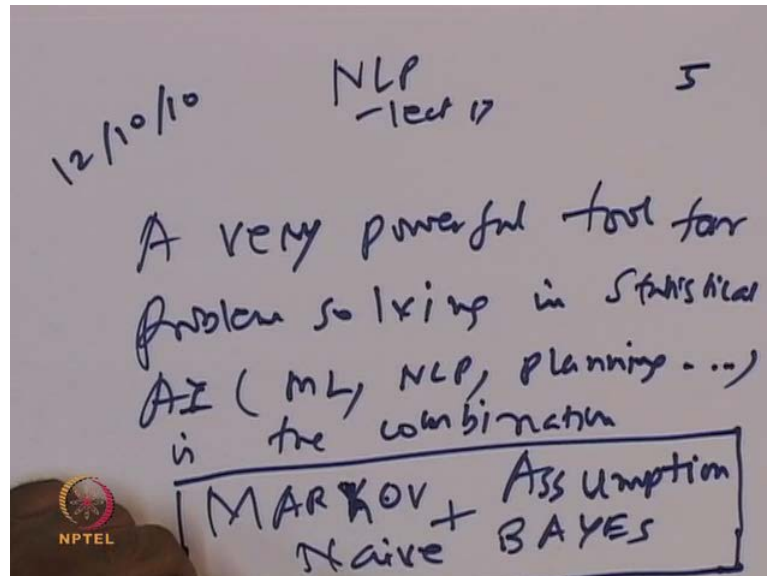 12/10/10
NLP
5
- lect 17
A very powerful tool for
problem solving in Statistical
AI (ML, NLP, planning ...)
is the combination
MARKOV + Assumption
Naive BAYES
NPTEL